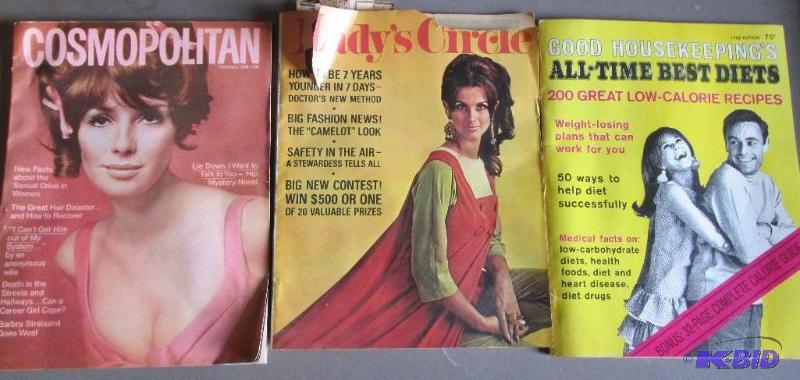 COSMOPOLITAN
New Facts
about the
Sexual Drive in
Women
Lie Down, I Want to
Talk to You—Hip
Mystery Novel
The Great Hair Disaster...
and How to Recover
"I Can't Get Him
out of My
System..."
by an
anonymous
wife
Death in the
Streets and
Hallways...Can a
Career Girl Cope?
Barbra Streisand
Goes West
Lady's Circle
BE 7 YEARS
YOUNGER IN 7 DAYS—
DOCTOR'S NEW METHOD
• BIG FASHION NEWS!
THE "CAMELOT" LOOK
• SAFETY IN THE AIR—
A STEWARDESS TELLS ALL
• BIG NEW CONTEST!
WIN $500 OR ONE
OF 20 VALUABLE PRIZES
EDITION 75¢
GOOD HOUSEKEEPING'S
ALL-TIME BEST DIETS
200 GREAT LOW-CALORIE RECIPES
Weight-losing
plans that can
work for you
50 ways to
help diet
successfully
Medical facts on:
low-carbohydrate
diets, health
foods, diet and
heart disease,
diet drugs
BONUS: 32-PAGE COMPLETE CALORIE GUIDE
K-BID